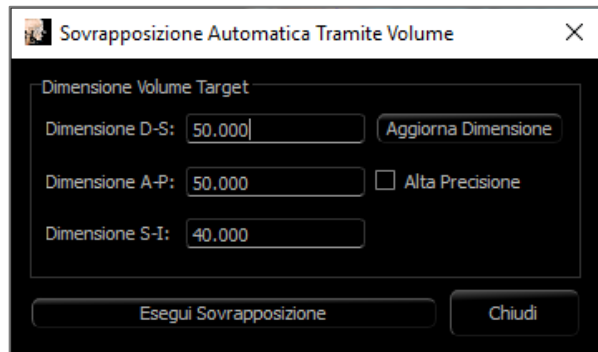 Sovrapposizione Automatica Tramite Volume
Dimensione Volume Target
Dimensione D-S: 50.000 Aggiorna Dimensione
Dimensione A-P: 50.000 Alta Precisione
Dimensione S-I: 40.000
Esegui Sovrapposizione Chiudi